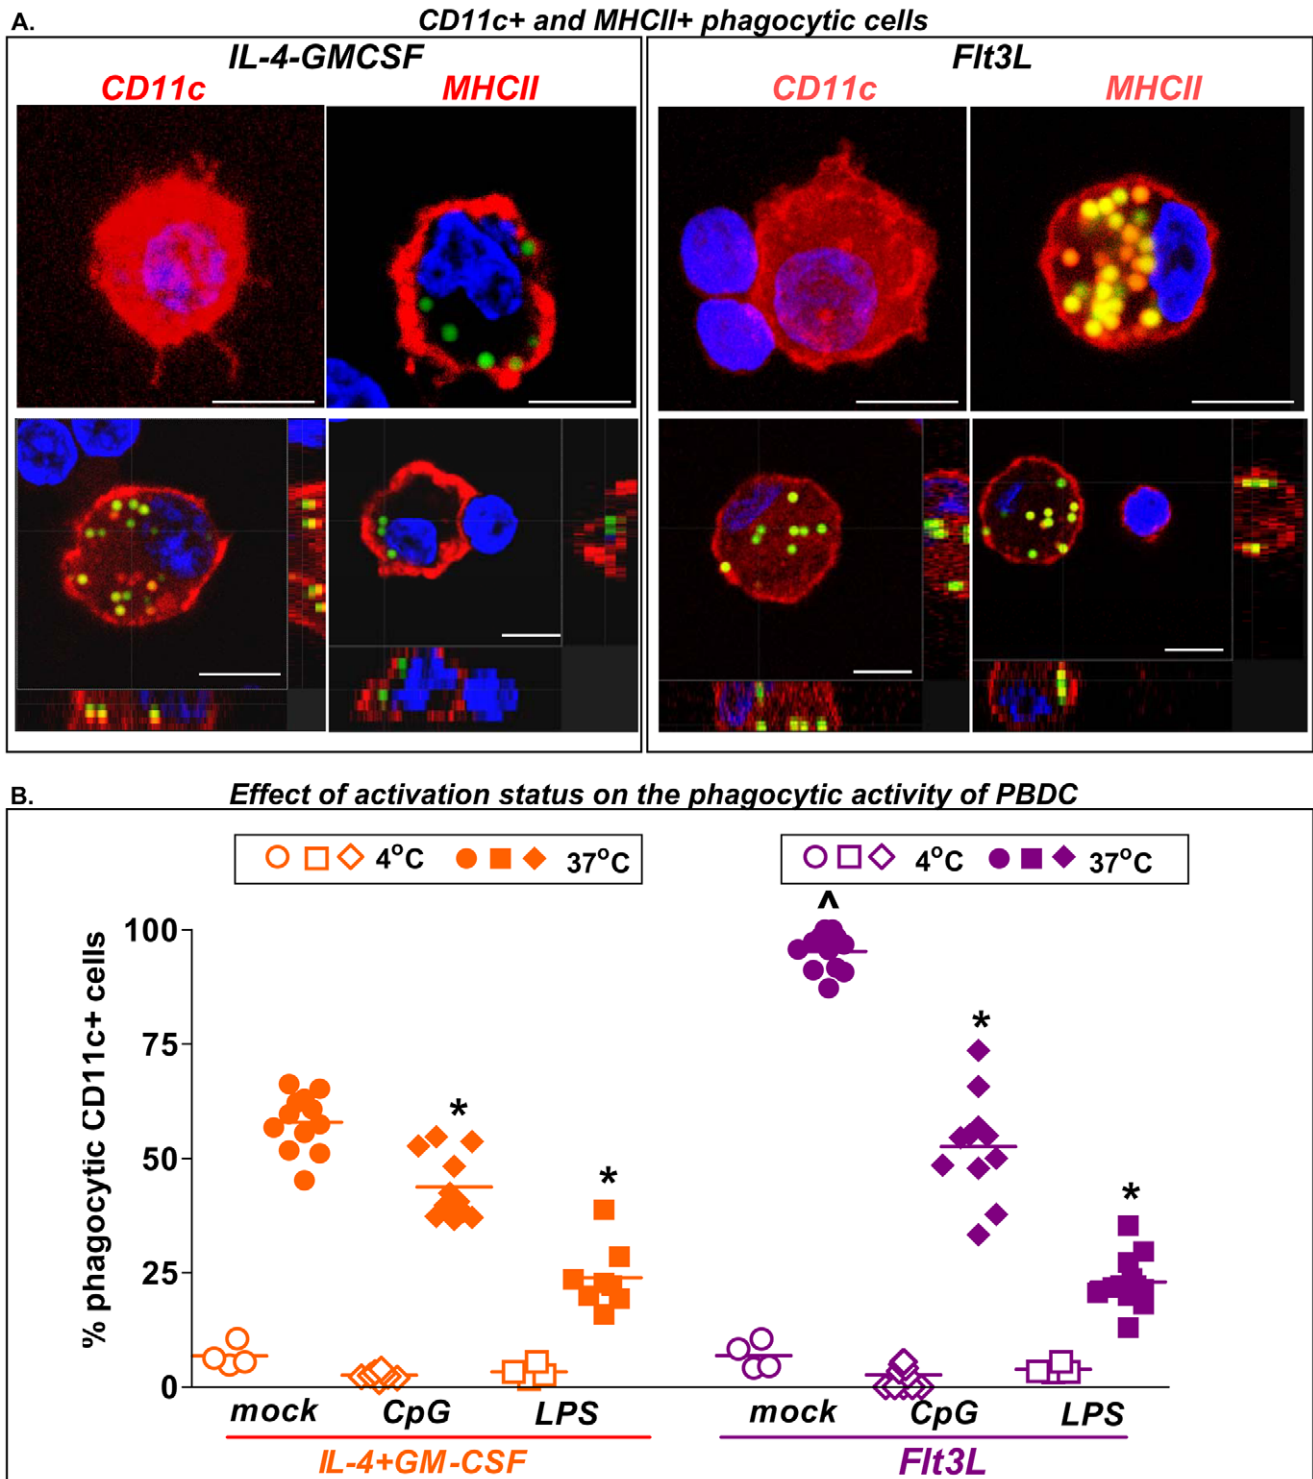 A.
CD11c+ and MHCII+ phagocytic cells
IL-4-GMCSF
Flt3L
CD11c MHCII
CD11c MHCII
B.
Effect of activation status on the phagocytic activity of PBDC
4°C 37°C
4°C 37°C
% phagocytic CD11c+ cells
100
75
50
25
0
^
*
*
*
*
mock CpG LPS mock CpG LPS
IL-4+GM-CSF Flt3L